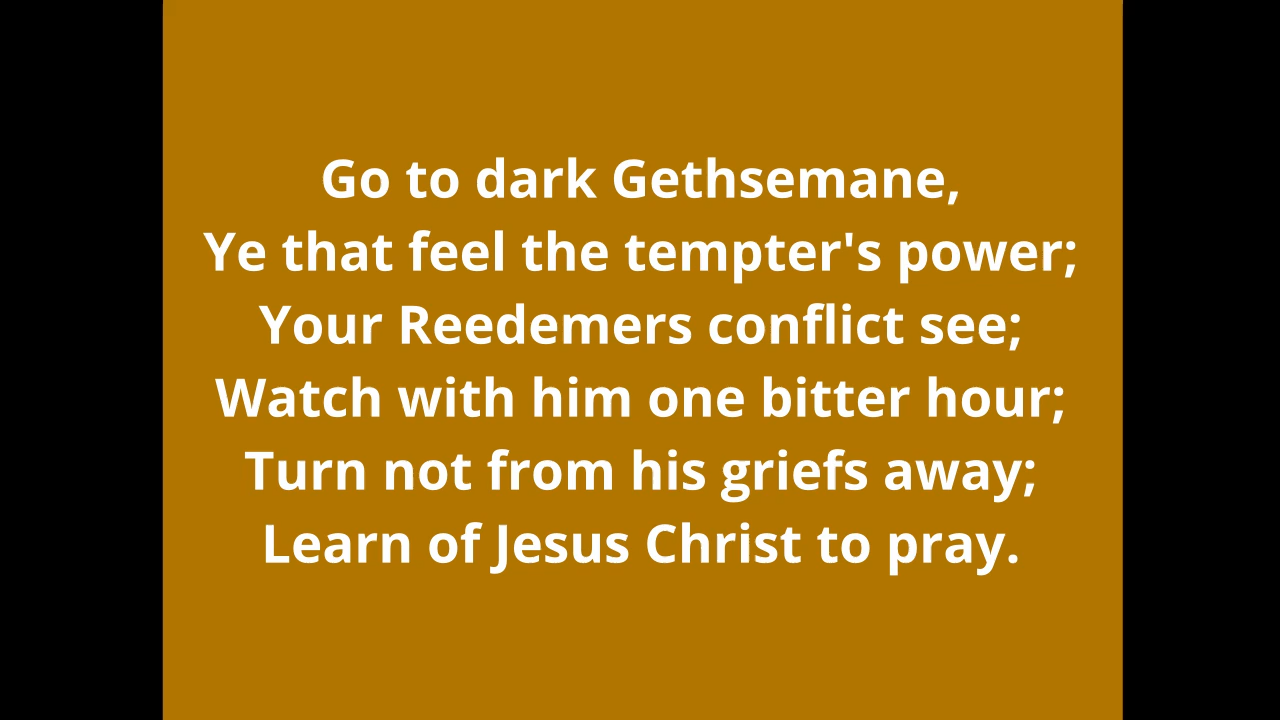 Go to dark Gethsemane,
Ye that feel the tempter's power;
Your Reedemers conflict see;
Watch with him one bitter hour;
Turn not from his griefs away;
Learn of Jesus Christ to pray.